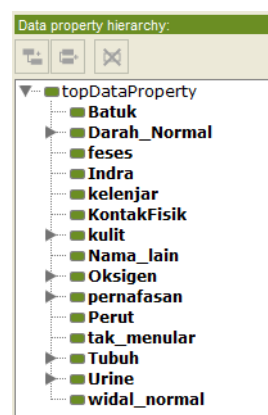 Data property hierarchy:
topDataProperty
Batuk
Darah_Normal
feses
Indra
kelenjar
KontakFisik
kulit
Nama_lain
Oksigen
pernafasan
Perut
tak_menular
Tubuh
Urine
widal_normal